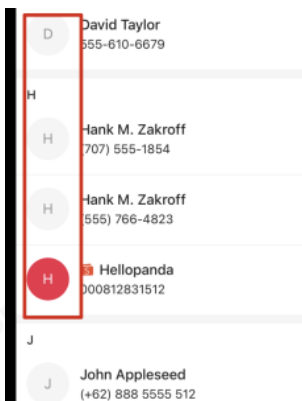 D
David Taylor
555-610-6679
H
H
Hank M. Zakroff
(707) 555-1854
H
Hank M. Zakroff
(555) 766-4823
H
Hellopanda
000812831512
J
J
John Appleseed
(+62) 888 5555 512